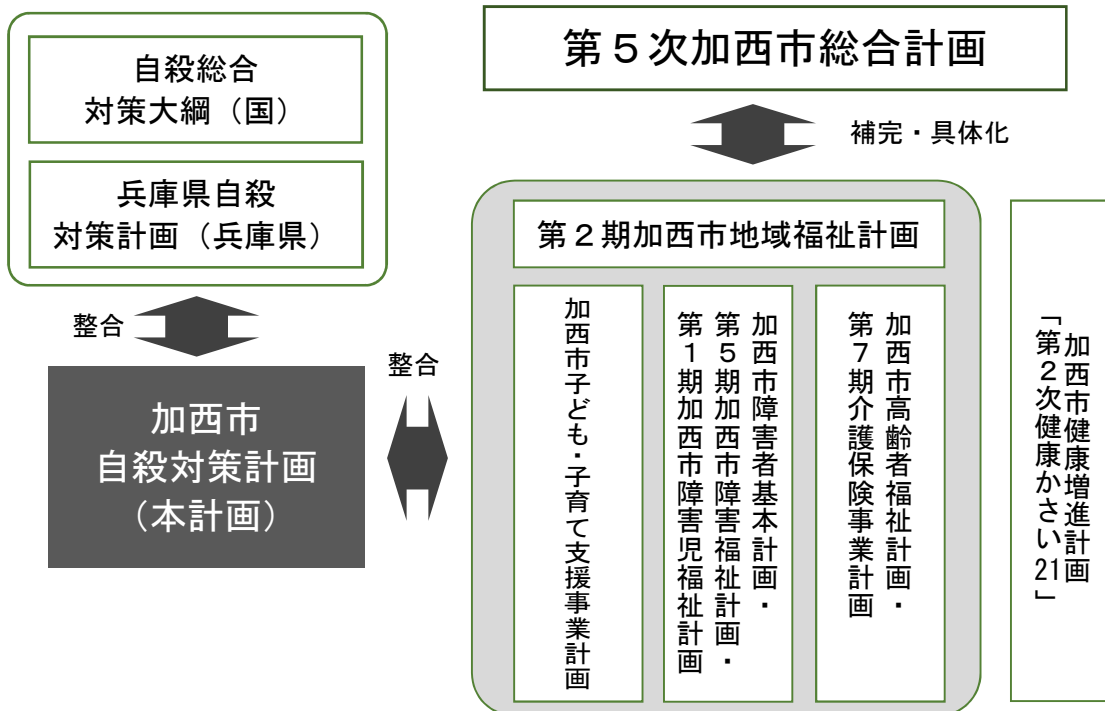 自殺総合
対策大綱（国）
兵庫県自殺
対策計画（兵庫県）
整合
加西市
自殺対策計画
（本計画）
整合
第５次加西市総合計画
補完・具体化
第２期加西市地域福祉計画
加西市子ども・子育て支援事業計画
加西市障害者基本計画・
第５期加西市障害福祉計画・
第１期加西市障害児福祉計画
加西市高齢者福祉計画・
第７期介護保険事業計画
加西市健康増進計画
「第２次健康かさい21」